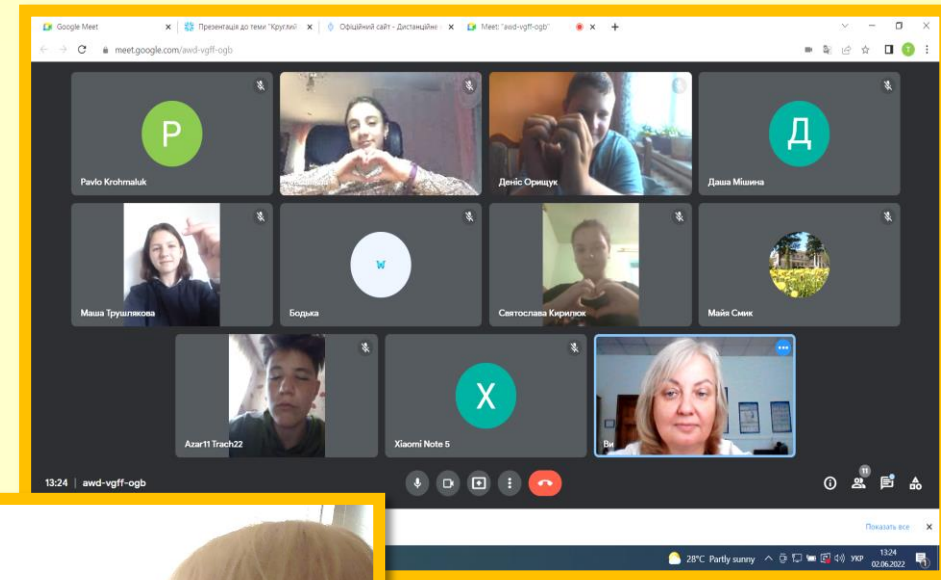 Google Meet
Презентація до теми "Круглий
Офіційний сайт - Дистанційне
Meet: "awd-vgff-ogb"
meet.google.com/awd-vgff-ogb
T
P
Pavlo Krohmaluk
Деніс Орищук
Д
Даша Мішина
Маша Трушлякова
w
Бодька
Святослава Кирилюк
Майя Смик
Azar11 Trach22
X
Xiaomi Note 5
Ви
13:24 | awd-vgff-ogb
11
Показать все
28°C Partly sunny
УКР
13:24
02.06.2022
1